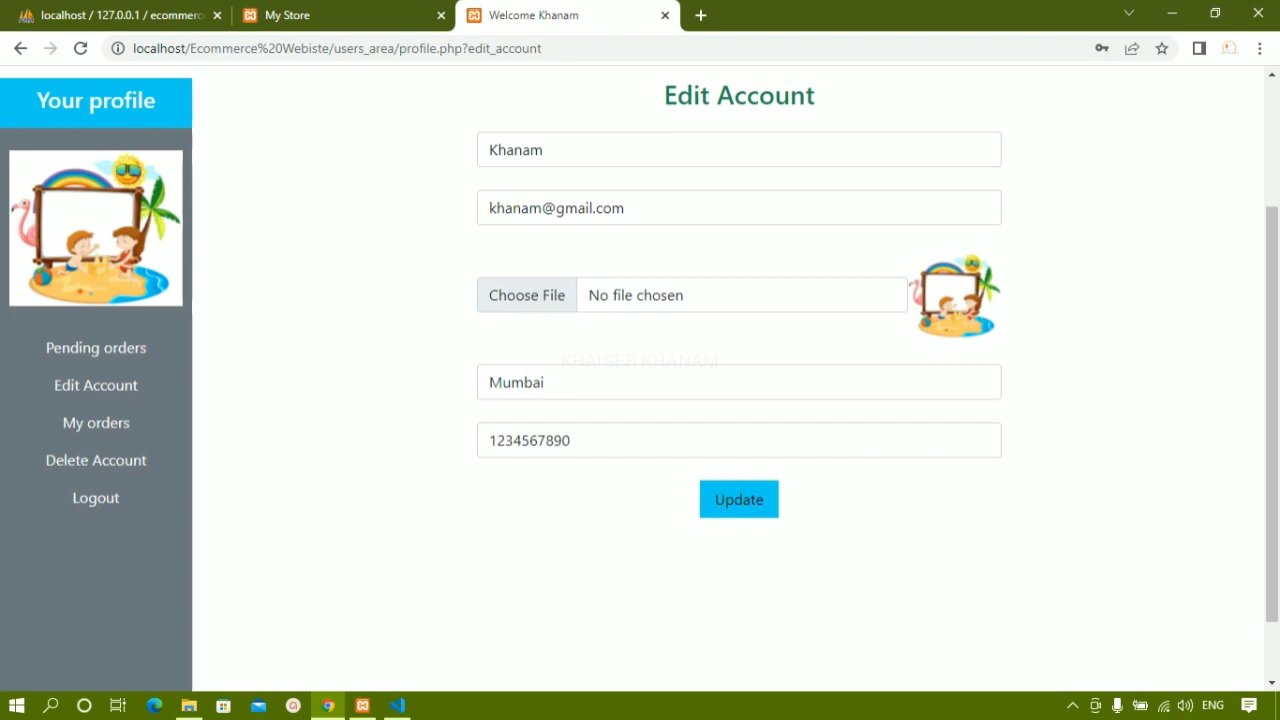 localhost / 127.0.0.1 / ecommerc
My Store
Welcome Khanam
localhost/Ecommerce%20Webiste/users_area/profile.php?edit_account
Your profile
Edit Account
Khanam
khanam@gmail.com
Choose File
No file chosen
KHAISER KHANAM
Mumbai
1234567890
Update
Pending orders
Edit Account
My orders
Delete Account
Logout
ENG